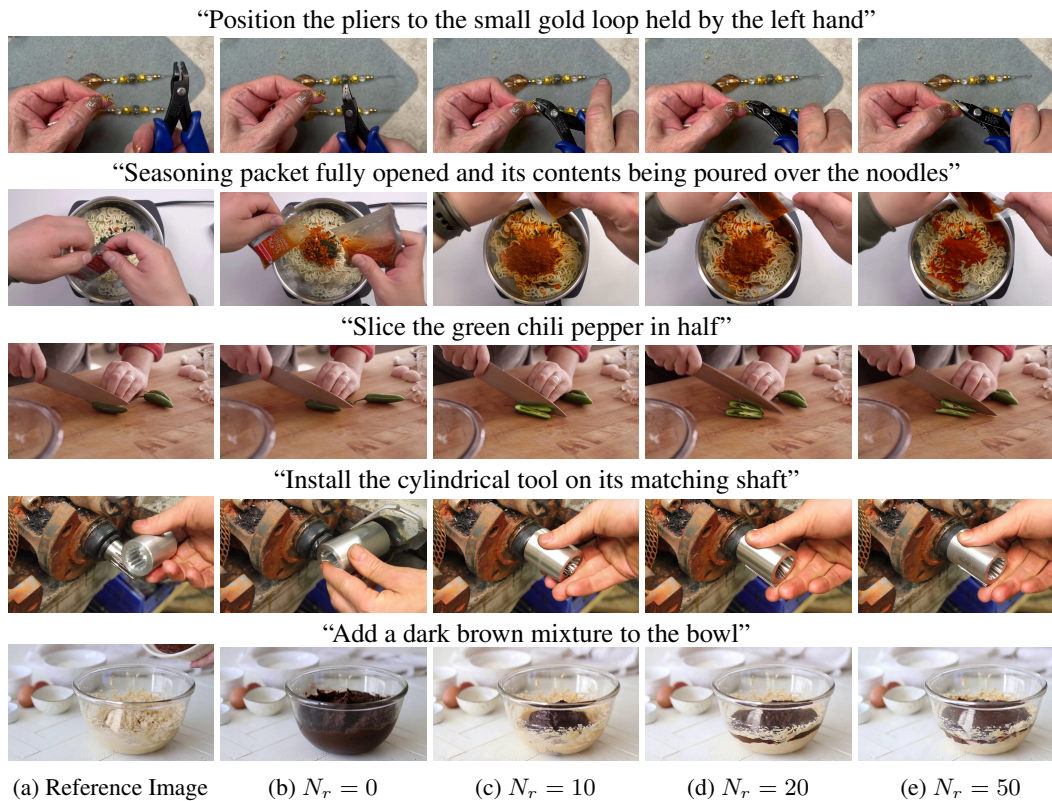 “Position the pliers to the small gold loop held by the left hand”
“Seasoning packet fully opened and its contents being poured over the noodles”
“Slice the green chili pepper in half”
“Install the cylindrical tool on its matching shaft”
“Add a dark brown mixture to the bowl”
(a) Reference Image (b) N_r = 0 (c) N_r = 10 (d) N_r = 20 (e) N_r = 50